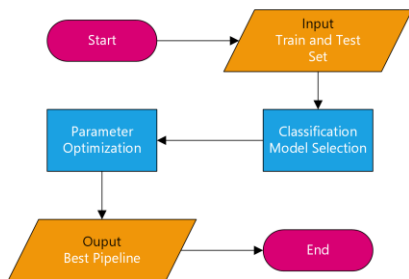 Start
Input
Train and Test
Set
Classification
Model Selection
Parameter
Optimization
Ouput
Best Pipeline
End